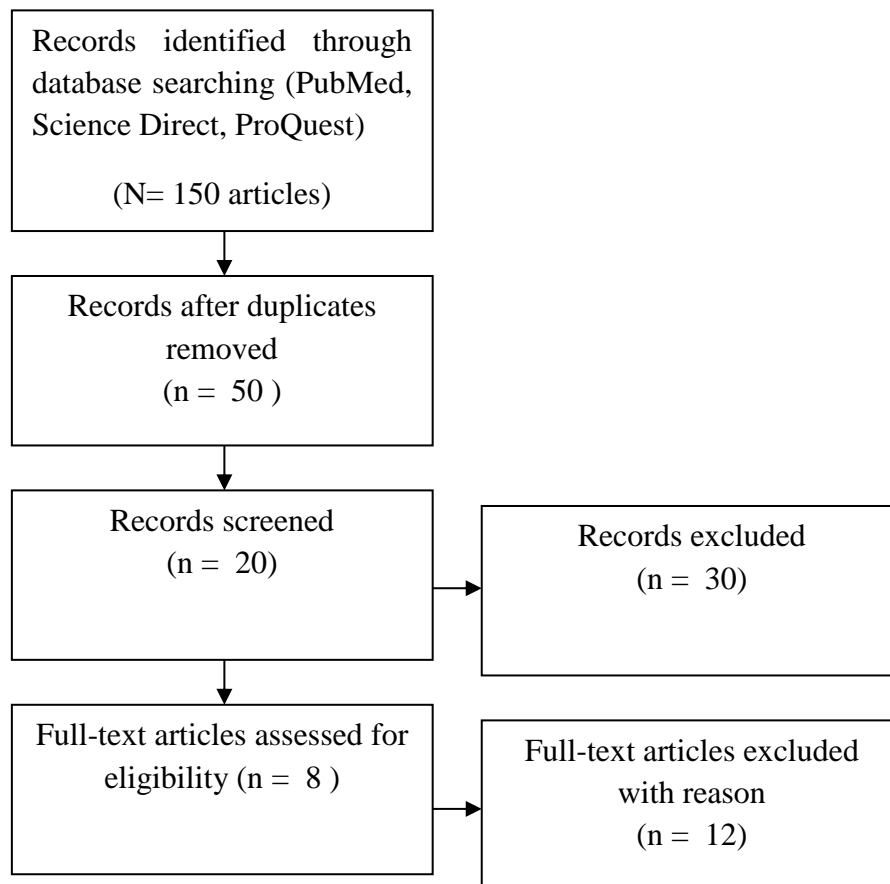 Records identified through
database searching (PubMed,
Science Direct, ProQuest)
(N= 150 articles)
Records after duplicates
removed
(n = 50 )
Records screened
(n = 20)
Records excluded
(n = 30)
Full-text articles assessed for
eligibility (n = 8 )
Full-text articles excluded
with reason
(n = 12)